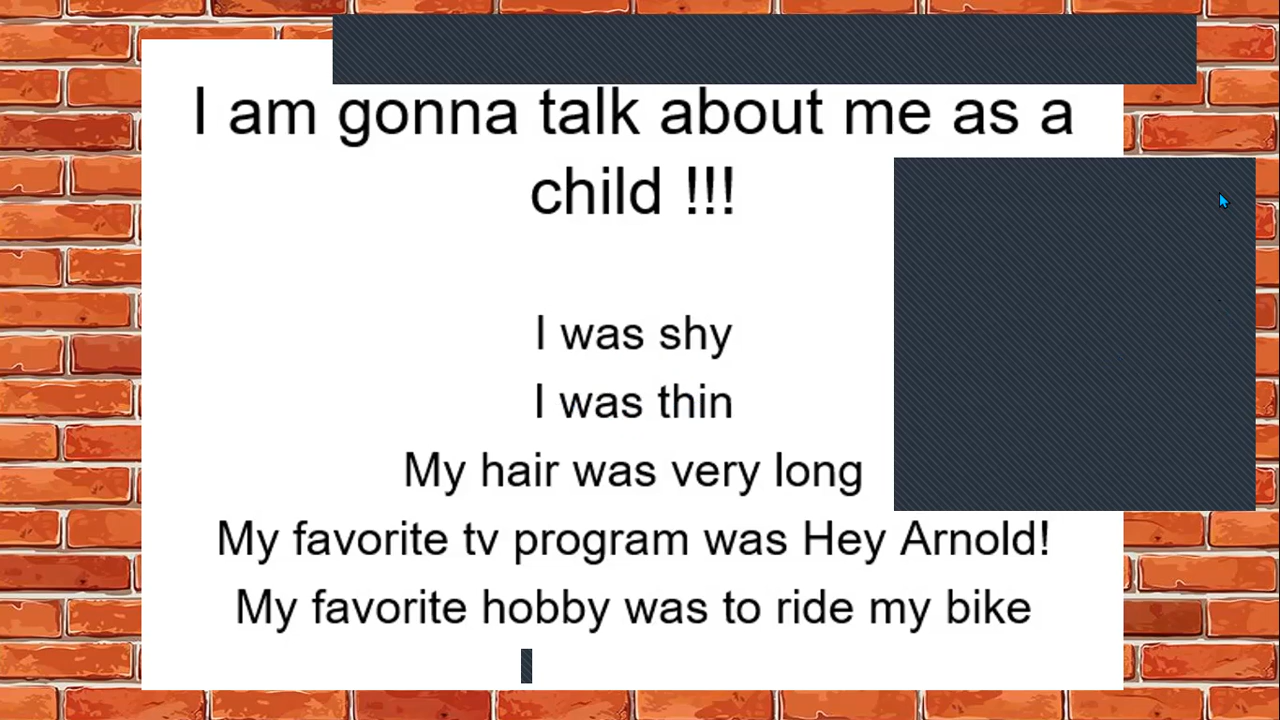 I am gonna talk about me as a
child !!!
I was shy
I was thin
My hair was very long
My favorite tv program was Hey Arnold!
My favorite hobby was to ride my bike